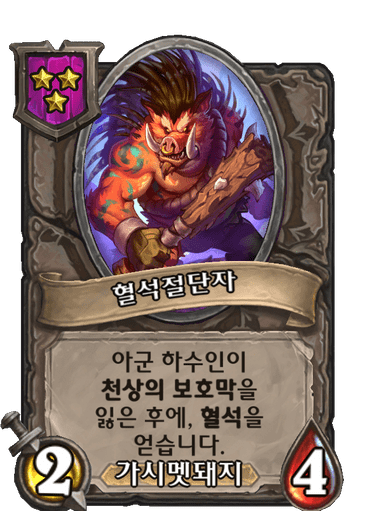 혈석절단자
아군 하수인이
천상의 보호막을
잃은 후에, 혈석을
얻습니다.
가시멧돼지
2
4